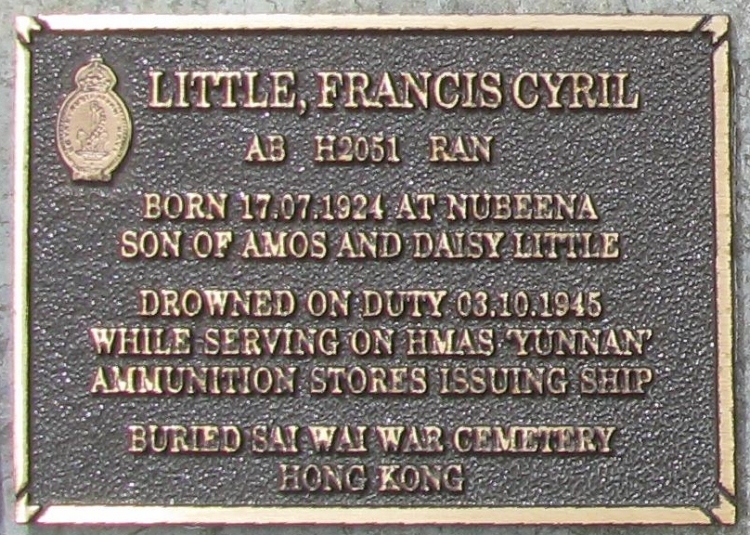 LITTLE, FRANCIS CYRIL
AB H2051 RAN
BORN 17.07.1924 AT NUBEENA
SON OF AMOS AND DAISY LITTLE
DROWNED ON DUTY 03.10.1945
WHILE SERVING ON HMAS 'YUNNAN'
AMMUNITION STORES ISSUING SHIP
BURIED SAI WAI WAR CEMETERY
HONG KONG